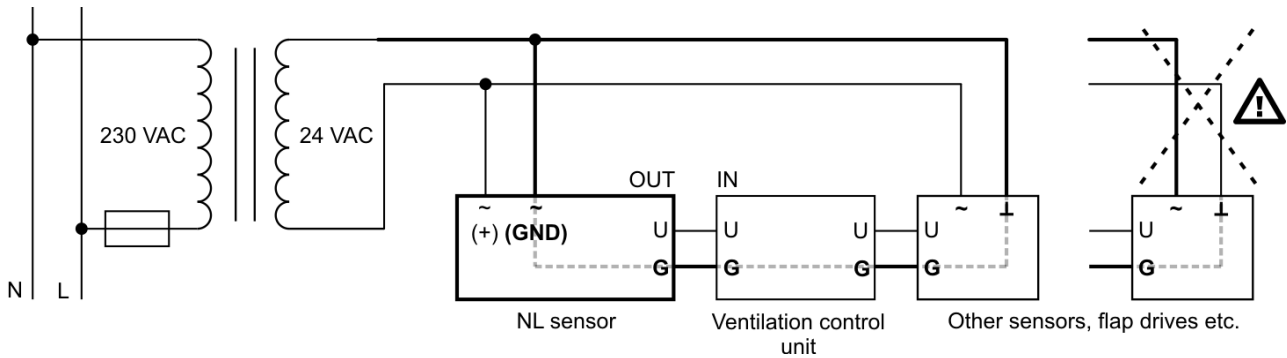 230 VAC
24 VAC
OUT
IN
~
~
~
⊥
~
⊥
(+) (GND)
U
U
U
U
U
G
G
G
G
G
N
L
NL sensor
Ventilation control
unit
Other sensors, flap drives etc.
!